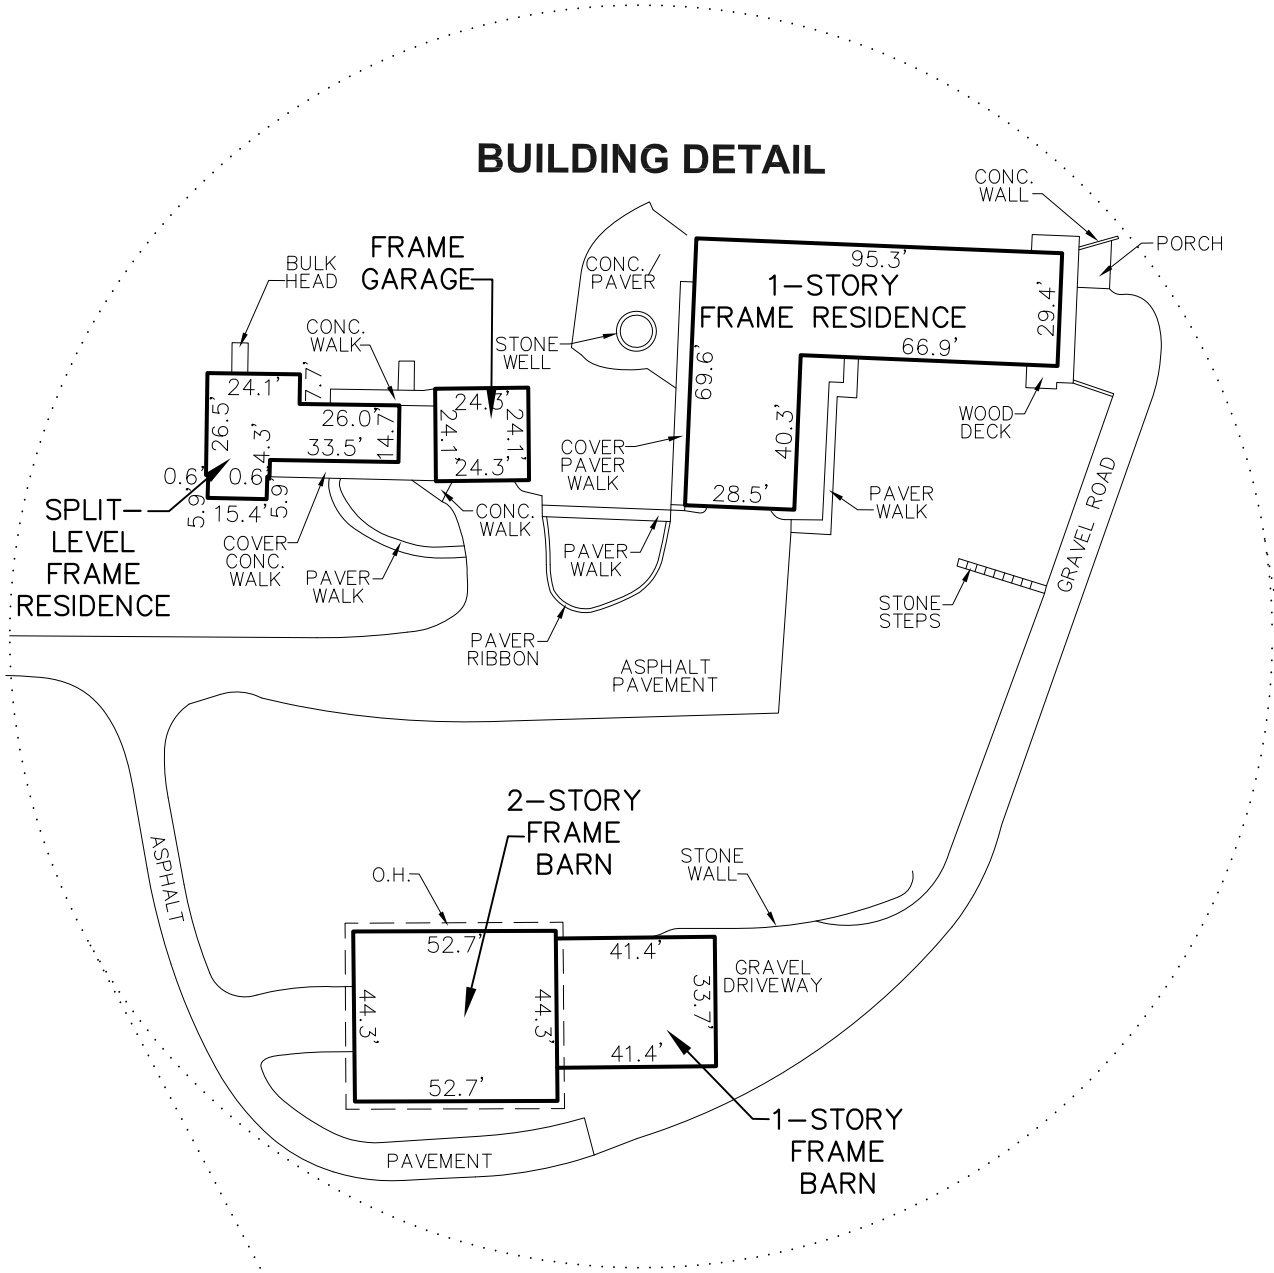 BUILDING DETAIL
CONC.
WALL
PORCH
FRAME
GARAGE
BULK
HEAD
CONC.
PAVER
95.3'
1-STORY
FRAME RESIDENCE
29.4'
66.9'
69.6'
40.3'
28.5'
CONC.
WALK
STONE
WELL
24.1'
7.7'
26.0'
14.7'
33.5'
26.5'
4.3'
0.6'
0.6'
5.9'
5.9'
15.4'
24.3'
24.1'
24.1'
24.3'
WOOD
DECK
COVER
PAVER
WALK
PAVER
WALK
SPLIT-
LEVEL
FRAME
RESIDENCE
COVER
CONC.
WALK
PAVER
WALK
CONC.
WALK
PAVER
WALK
GRAVEL ROAD
STONE
STEPS
PAVER
RIBBON
ASPHALT
PAVEMENT
2-STORY
FRAME
BARN
ASPHALT
O.H.
STONE
WALL
52.7'
41.4'
GRAVEL
DRIVEWAY
44.3'
44.3'
33.7'
41.4'
52.7'
1-STORY
FRAME
BARN
PAVEMENT